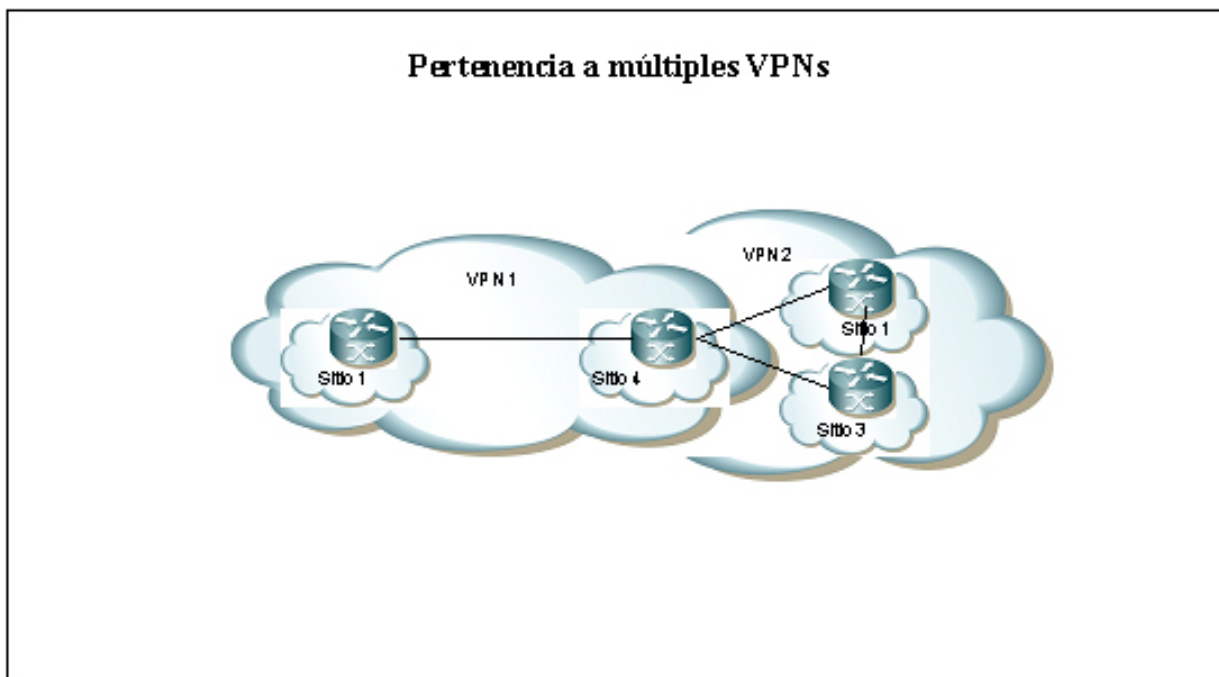 Pertenencia a múltiples VPNs
VPN 1
VPN 2
Sitio 1
Sitio 4
Sitio 1
Sitio 3